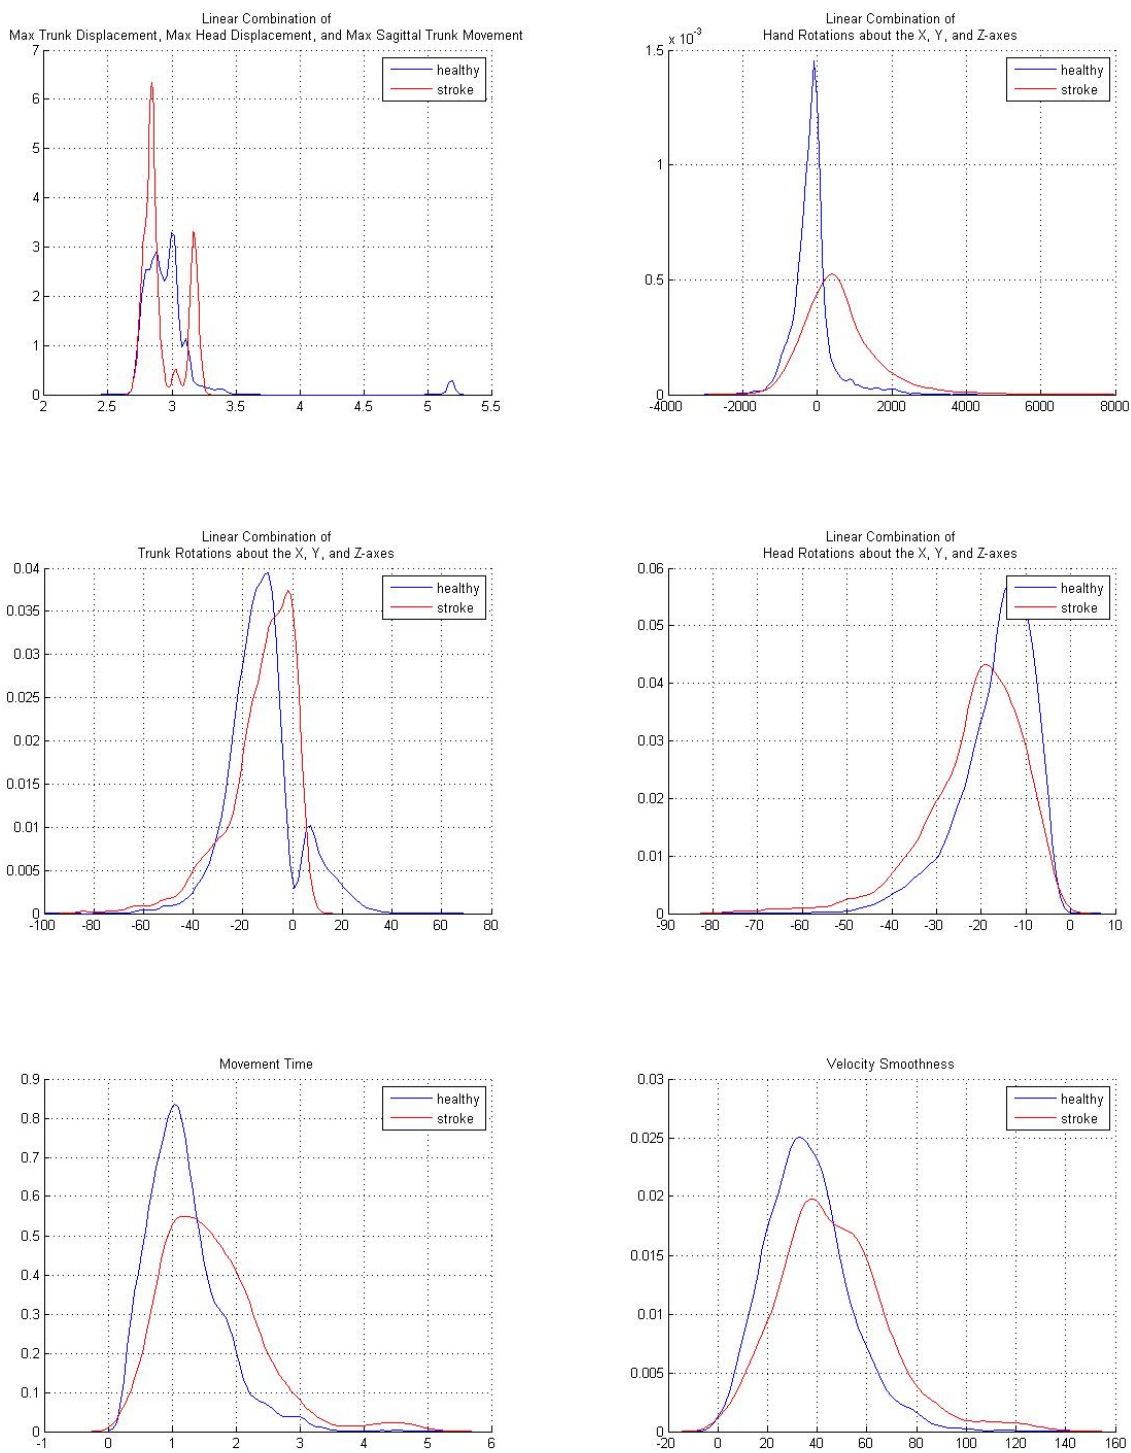 Linear Combination of
Max Trunk Displacement, Max Head Displacement, and Max Sagittal Trunk Movement
7
6
5
4
3
2
1
0
healthy
stroke
2 2.5 3 3.5 4 4.5 5 5.5
Linear Combination of
Hand Rotations about the X, Y, and Z-axes
x 10⁻³
1.5
1
0.5
0
healthy
stroke
-4000 -2000 0 2000 4000 6000 8000
Linear Combination of
Trunk Rotations about the X, Y, and Z-axes
0.04
0.035
0.03
0.025
0.02
0.015
0.01
0.005
0
healthy
stroke
-100 -80 -60 -40 -20 0 20 40 60 80
Linear Combination of
Head Rotations about the X, Y, and Z-axes
0.06
0.05
0.04
0.03
0.02
0.01
0
healthy
stroke
-90 -80 -70 -60 -50 -40 -30 -20 -10 0 10
Movement Time
0.9
0.8
0.7
0.6
0.5
0.4
0.3
0.2
0.1
0
healthy
stroke
-1 0 1 2 3 4 5 6
Velocity Smoothness
0.03
0.025
0.02
0.015
0.01
0.005
0
healthy
stroke
-20 0 20 40 60 80 100 120 140 160